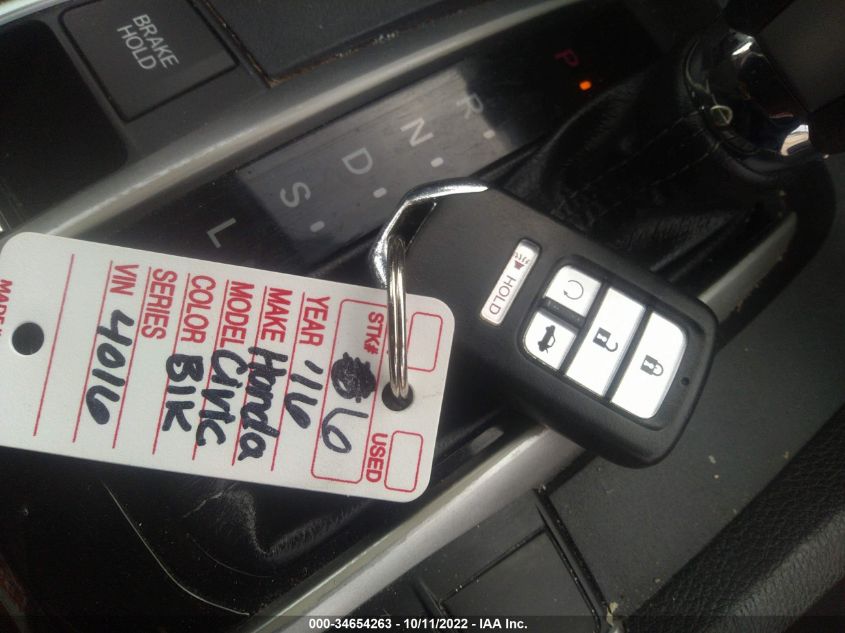 BRAKE
HOLD
P
R
N
D
S
L
HOLD
STK# 6
USED
YEAR '16
MAKE Honda
MODEL Civic
COLOR Blk
SERIES
VIN 4016
000-34654263 - 10/11/2022 - IAA Inc.